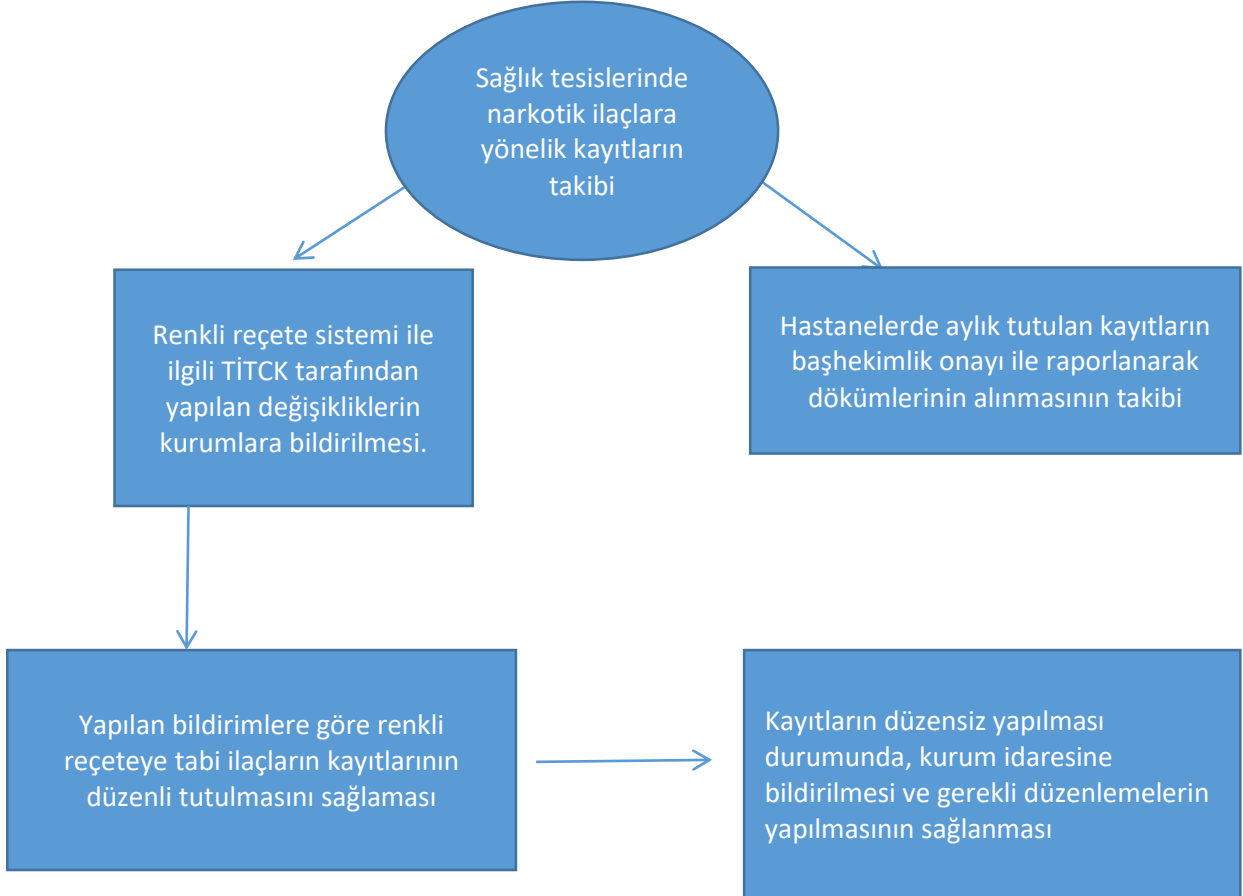 Sağlık tesislerinde
narkotik ilaçlara
yönelik kayıtların
takibi
Renkli reçete sistemi ile
ilgili TİTCK tarafından
yapılan değişikliklerin
kurumlara bildirilmesi.
Hastanelerde aylık tutulan kayıtların
başhekimlik onayı ile raporlanarak
dökümlerinin alınmasının takibi
Yapılan bildirimlere göre renkli
reçeteye tabi ilaçların kayıtlarının
düzenli tutulmasını sağlaması
Kayıtların düzensiz yapılması
durumunda, kurum idaresine
bildirilmesi ve gerekli düzenlemelerin
yapılmasının sağlanması